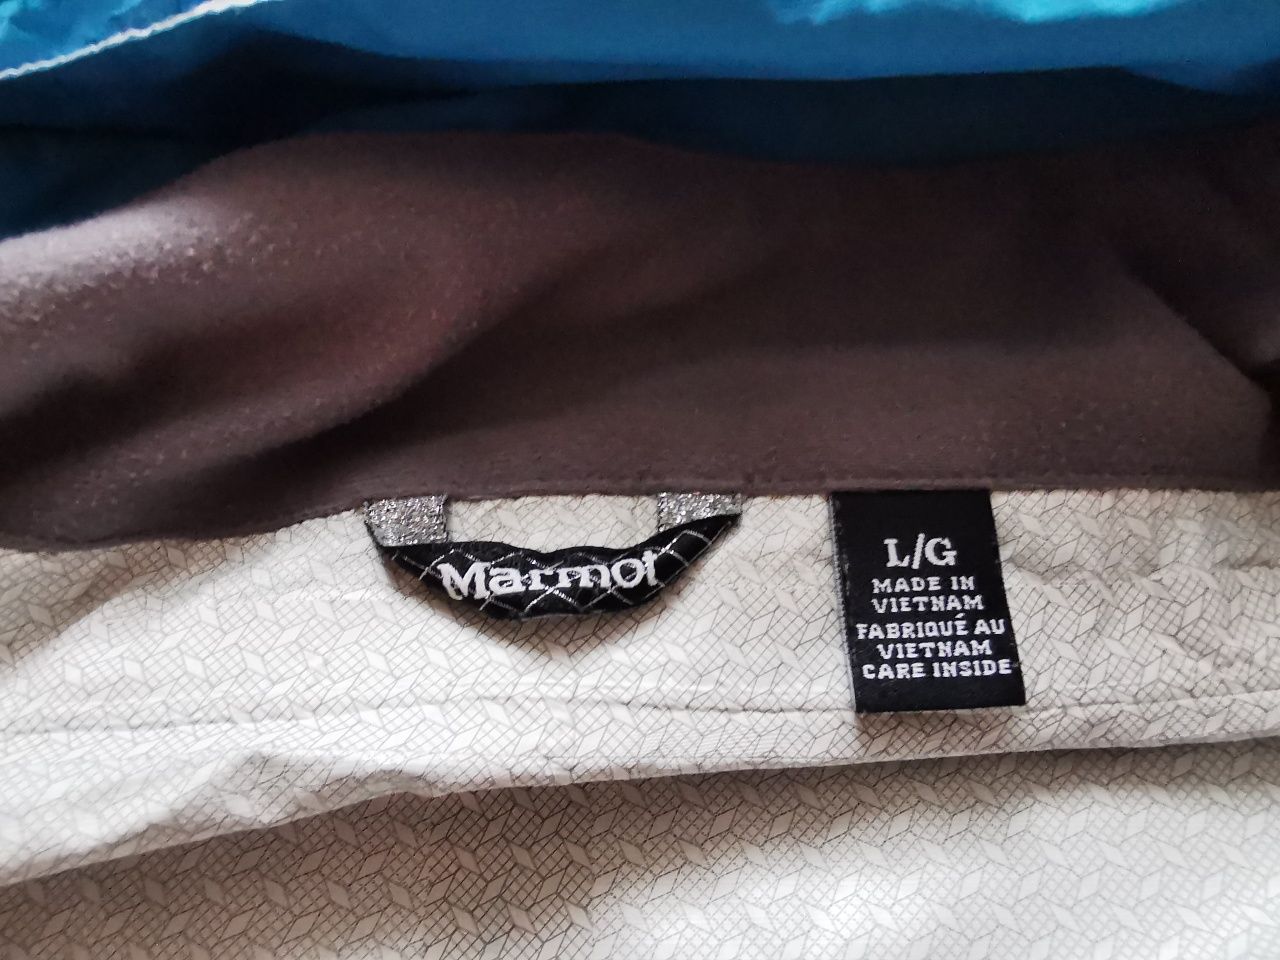 Marmot
L/G
MADE IN
VIETNAM
FABRIQUÉ AU
VIETNAM
CARE INSIDE